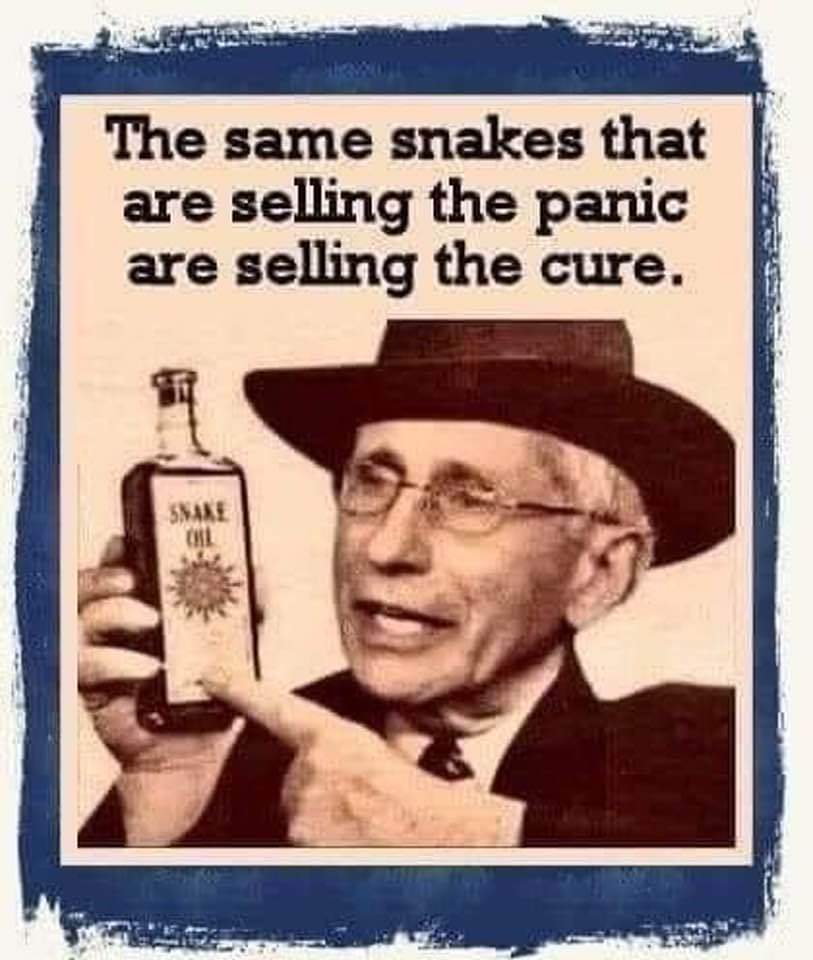 The same snakes that
are selling the panic
are selling the cure.
SNAKE
OIL